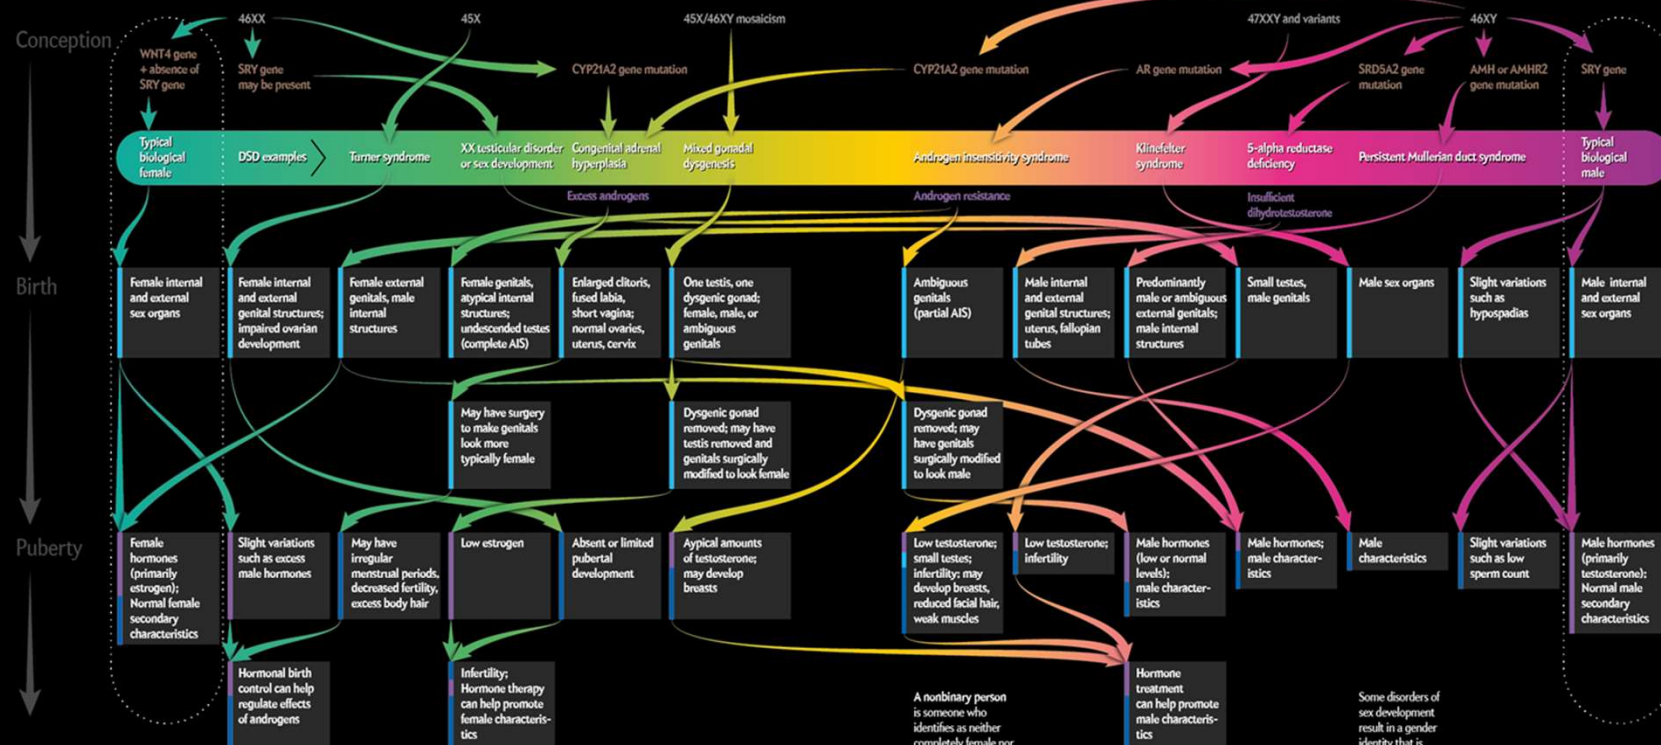 46XX
45X
45X/46XY mosaicism
47XXY and variants
46XY
Conception
WNT4 gene
+ absence of
SRY gene
SRY gene
may be present
CYP21A2 gene mutation
CYP21A2 gene mutation
AR gene mutation
SRD5A2 gene
mutation
AMH or AMHR2
gene mutation
SRY gene
Typical
biological
female
DSD examples
Turner syndrome
XX testicular disorder
or sex development
Congenital adrenal
hyperplasia
Mixed gonadal
dysgenesis
Androgen insensitivity syndrome
Klinefelter
syndrome
5-alpha reductase
deficiency
Persistent Mullerian duct syndrome
Typical
biological
male
Excess androgens
Androgen resistance
Insufficient
dihydrotestosterone
Birth
Female internal
and external
sex organs
Female internal
and external
genital structures;
impaired ovarian
development
Female external
genitals, male
internal
structures
Female genitals,
atypical internal
structures;
undescended testes
(complete AIS)
Enlarged clitoris,
fused labia,
short vagina;
normal ovaries,
uterus, cervix
One testis, one
dysgenic gonad;
female, male, or
ambiguous
genitals
Ambiguous
genitals
(partial AIS)
Male internal
and external
genital structures;
uterus, fallopian
tubes
Predominantly
male or ambiguous
external genitals;
male internal
structures
Small testes,
male genitals
Male sex organs
Slight variations
such as
hypospadias
Male internal
and external
sex organs
May have surgery
to make genitals
look more
typically female
Dysgenic gonad
removed; may have
testis removed and
genitals surgically
modified to look female
Dysgenic gonad
removed; may
have genitals
surgically modified
to look male
Puberty
Female
hormones
(primarily
estrogen);
Normal female
secondary
characteristics
Slight variations
such as excess
male hormones
May have
irregular
menstrual periods,
decreased fertility,
excess body hair
Low estrogen
Absent or limited
pubertal
development
Aypical amounts
of testosterone;
may develop
breasts
Low testosterone;
small testes;
infertility: may
develop breasts,
reduced facial hair,
weak muscles
Low testosterone;
infertility
Male hormones
(low or normal
levels):
male character-
istics
Male hormones;
male character-
istics
Male
characteristics
Slight variations
such as low
sperm count
Male hormones
(primarily
testosterone):
Normal male
secondary
characteristics
Hormonal birth
control can help
regulate effects
of androgens
Infertility;
Hormone therapy
can help promote
female characteris-
tics
Hormone
treatment
can help promote
male characteris-
tics
A nonbinary person
is someone who
identifies as neither
completely female nor
Some disorders of
sex development
result in a gender
identity that is